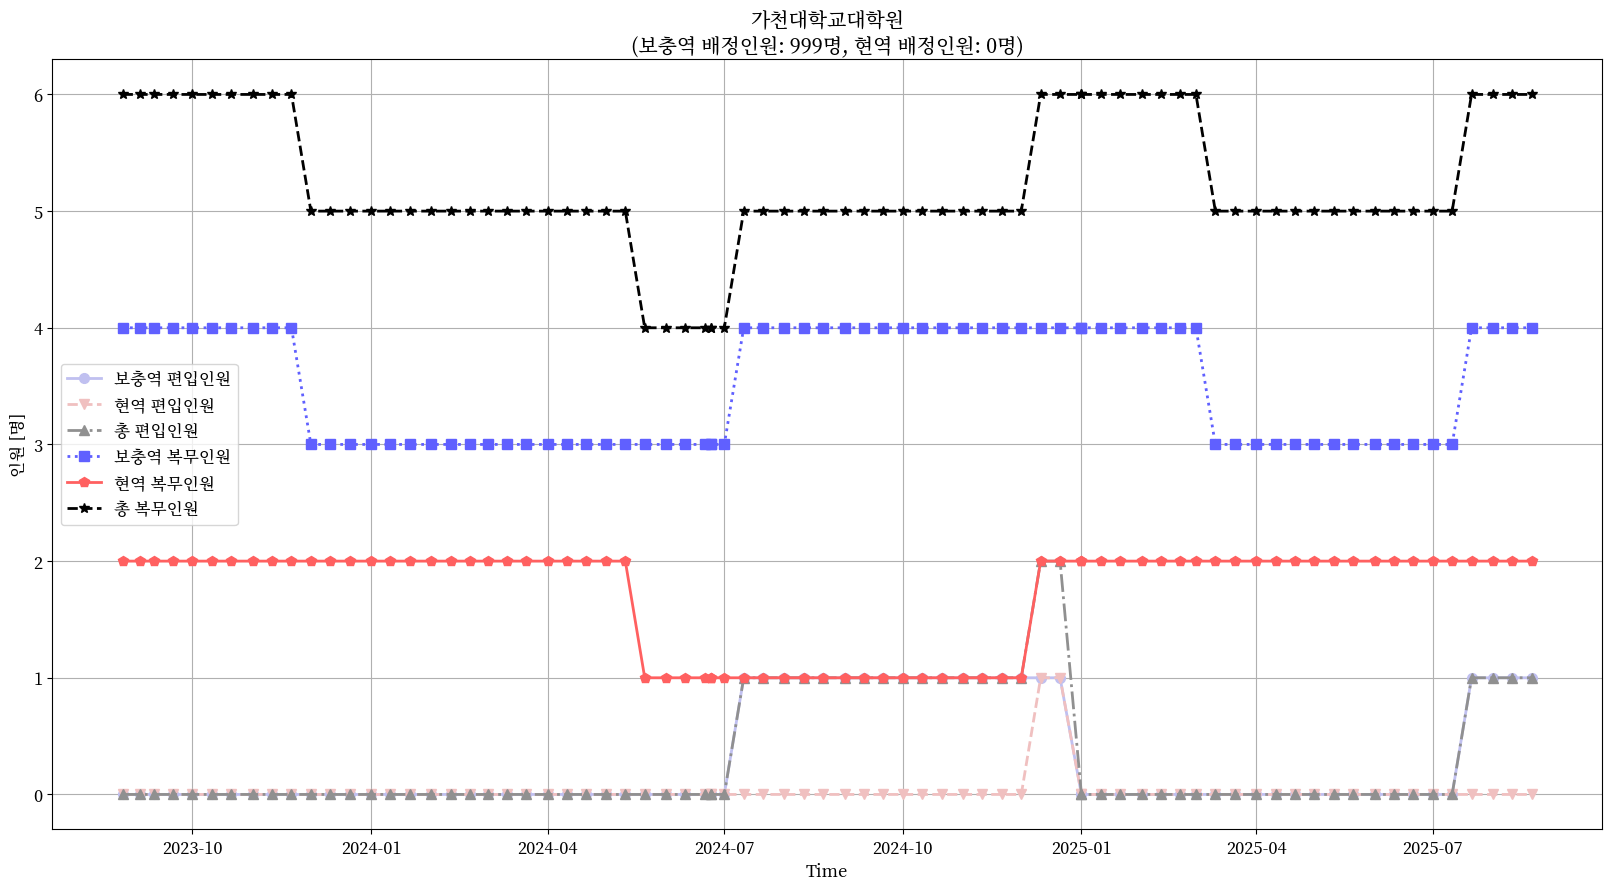 가천대학교대학원
(보충역 배정인원: 999명, 현역 배정인원: 0명)
인원 [명]
6
5
4
3
2
1
0
보충역 편입인원
현역 편입인원
총 편입인원
보충역 복무인원
현역 복무인원
총 복무인원
2023-10
2024-01
2024-04
2024-07
2024-10
2025-01
2025-04
2025-07
Time